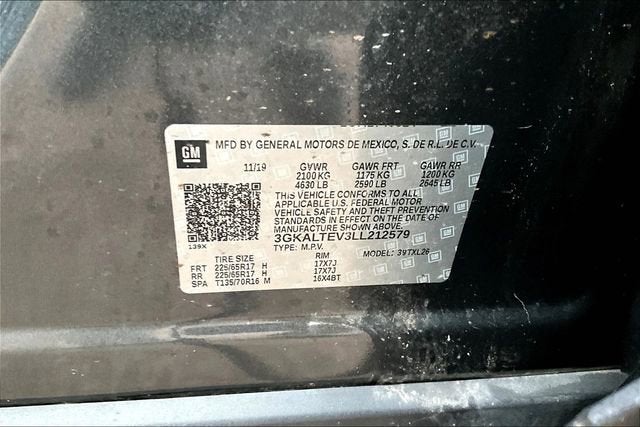 GM MFD BY GENERAL MOTORS DE MEXICO, S. DE R.L. DE C.V.
11/19 GVWR GAWR FRT GAWR RR
2100 KG 1175 KG 1200 KG
4630 LB 2590 LB 2645 LB
THIS VEHICLE CONFORMS TO ALL
APPLICABLE U.S. FEDERAL MOTOR
VEHICLE SAFETY AND THEFT PREVENTION
STANDARDS IN EFFECT ON THE DATE OF
MANUFACTURE SHOWN ABOVE.
3GKALTEV3LL212579
139X TYPE: M.P.V. MODEL: 39TXL26
TIRE SIZE RIM
FRT 225/65R17 H 17X7J
RR 225/65R17 H 17X7J
SPA T135/70R16 M 16X4BT